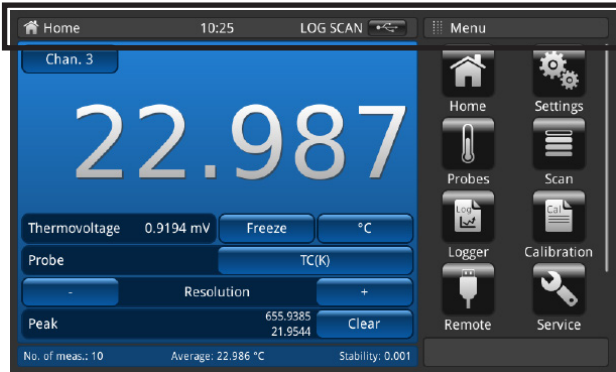 Home 10:25 LOG SCAN Menu
Chan. 3
22.987
Home Settings
Probes Scan
Log Cal
Logger Calibration
Remote Service
Thermovoltage 0.9194 mV Freeze °C
Probe TC(K)
- Resolution +
Peak 655.9385
21.9544 Clear
No. of meas.: 10 Average: 22.986 °C Stability: 0.001